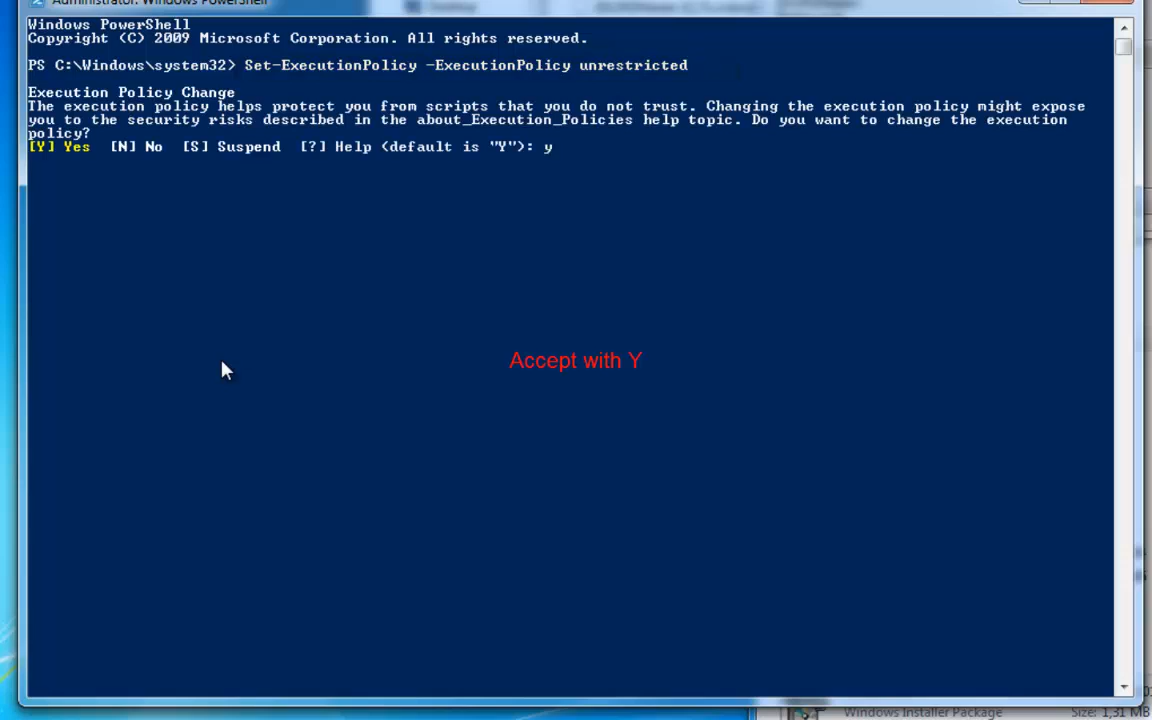 Administrator: Windows PowerShell
Windows PowerShell
Copyright (C) 2009 Microsoft Corporation. All rights reserved.
PS C:\Windows\system32> Set-ExecutionPolicy -ExecutionPolicy unrestricted
Execution Policy Change
The execution policy helps protect you from scripts that you do not trust. Changing the execution policy might expose
you to the security risks described in the about_Execution_Policies help topic. Do you want to change the execution
policy?
[Y] Yes  [N] No  [S] Suspend  [?] Help (default is "Y"): y
Accept with Y
Windows Installer Package Size: 1,31 MB